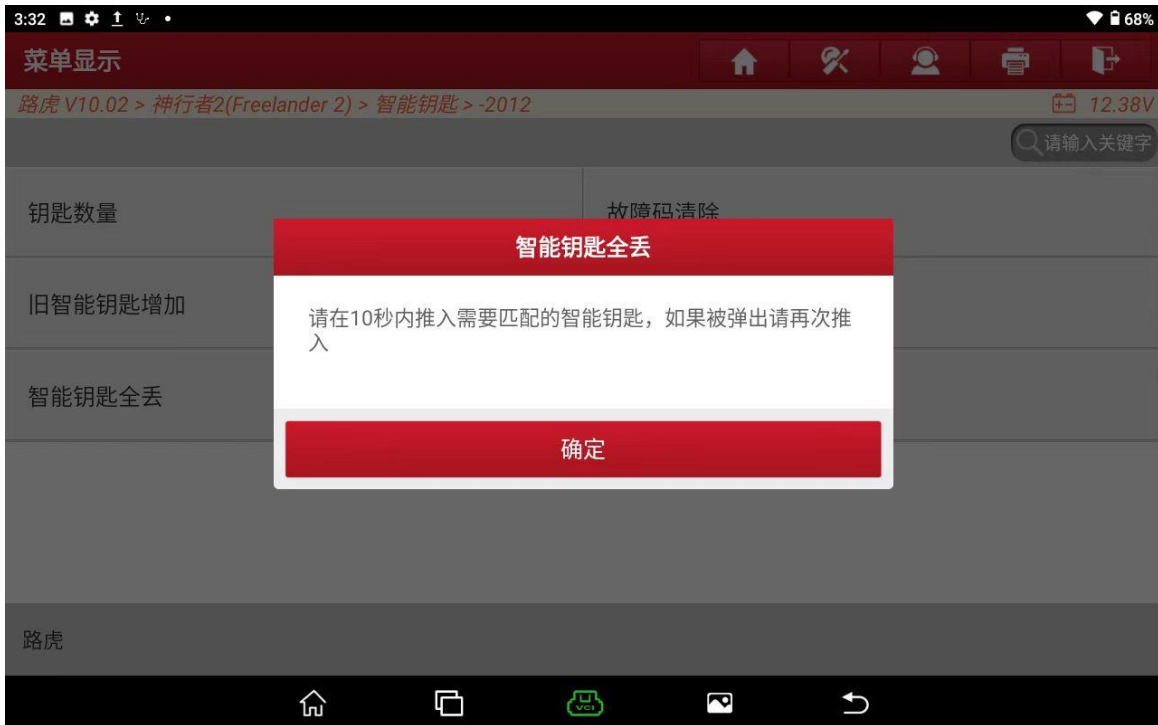 3:32
68%
菜单显示
路虎 V10.02 > 神行者2(Freelander 2) > 智能钥匙 > -2012
12.38V
请输入关键字
钥匙数量
故障码清除
智能钥匙全丢
旧智能钥匙增加
请在10秒内推入需要匹配的智能钥匙，如果被弹出请再次推
入
智能钥匙全丢
确定
路虎
VCI